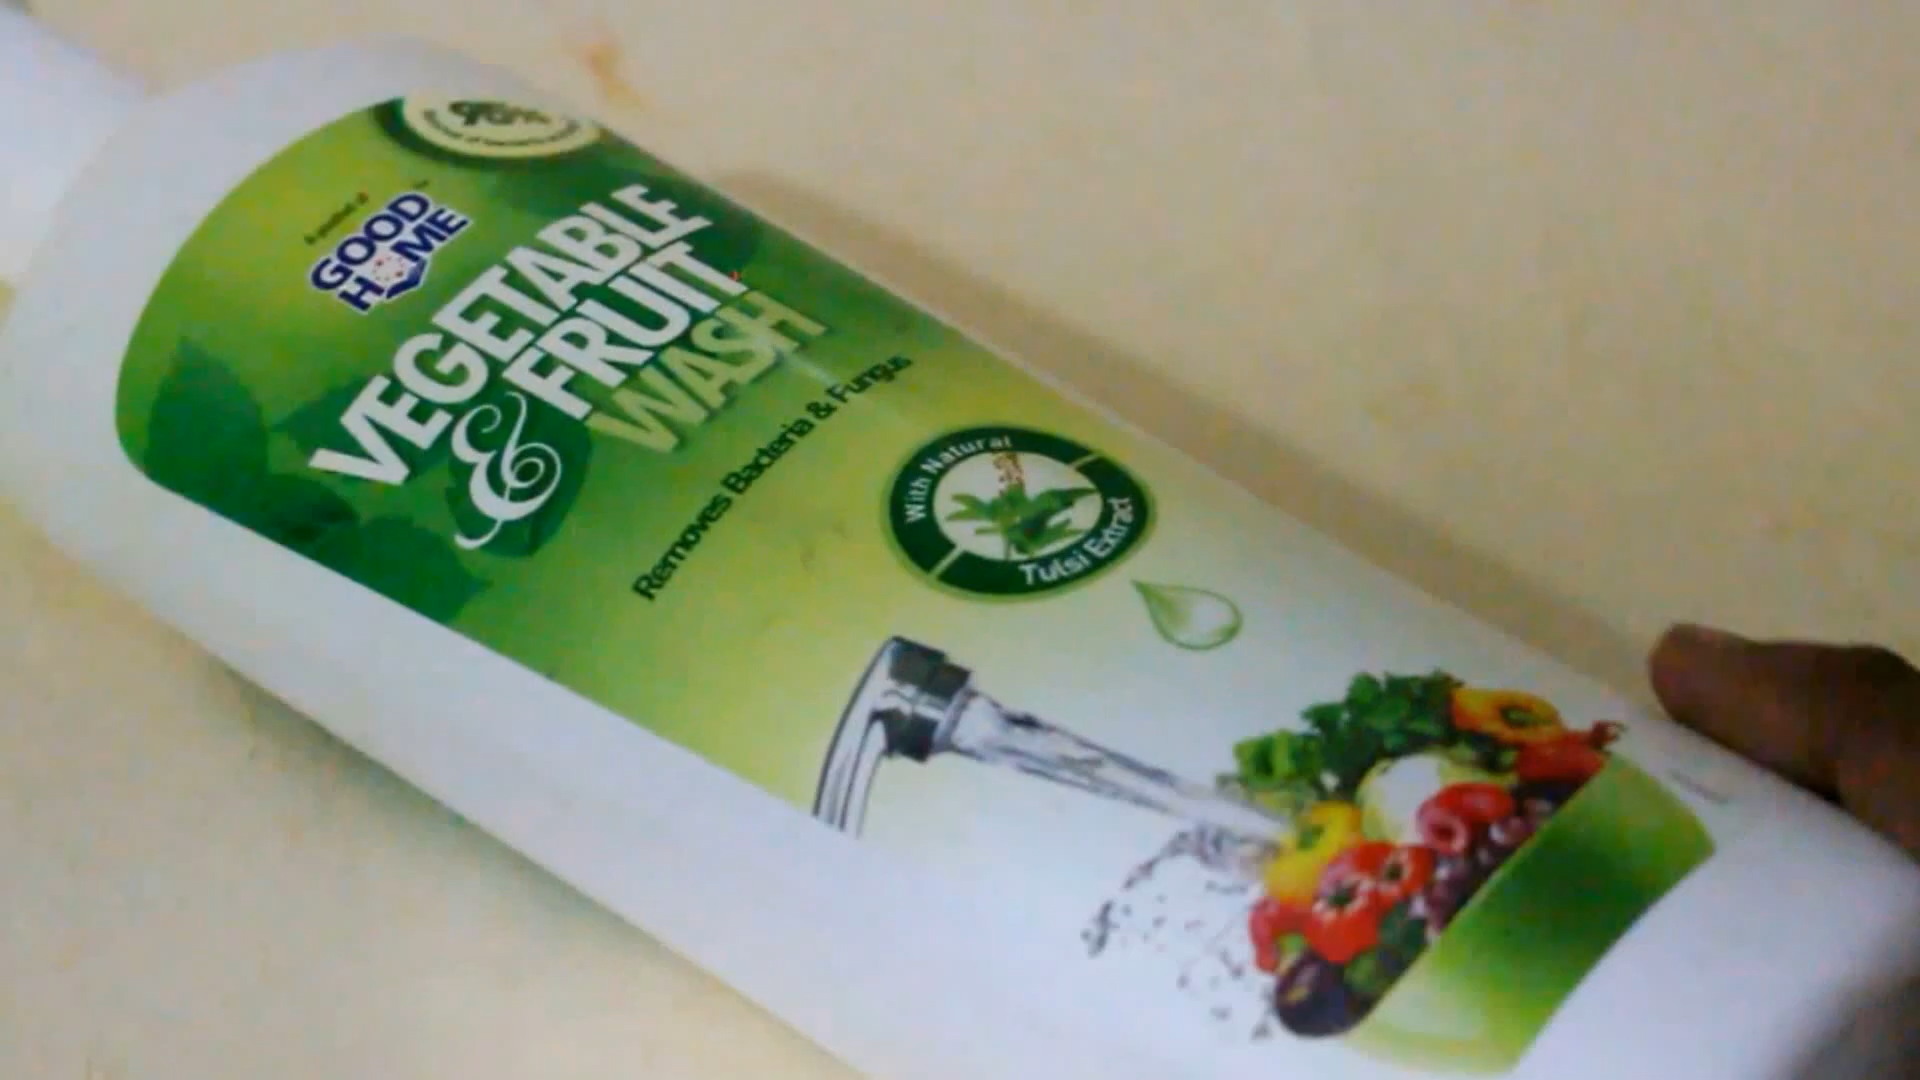 GOOD
HOME
VEGETABLE
& FRUIT
WASH
Removes Bacteria & Fungus
With Natural
Tulsi Extract